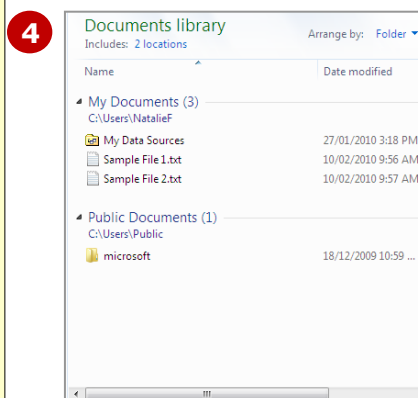 4
Documents library
Includes: 2 locations
Arrange by: Folder
Name Date modified
My Documents (3)
C:\Users\NatalieF
My Data Sources 27/01/2010 3:18 PM
Sample File 1.txt 10/02/2010 9:56 AM
Sample File 2.txt 10/02/2010 9:57 AM
Public Documents (1)
C:\Users\Public
microsoft 18/12/2009 10:59 ...